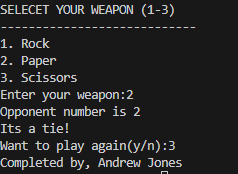 SELECET YOUR WEAPON (1-3)
----------------------------
1. Rock
2. Paper
3. Scissors
Enter your weapon:2
Opponent number is 2
Its a tie!
Want to play again(y/n):3
Completed by, Andrew Jones